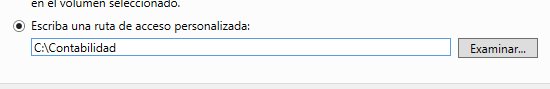 en el volumen seleccionado.
Escriba una ruta de acceso personalizada:
C:\Contabilidad
Examinar...